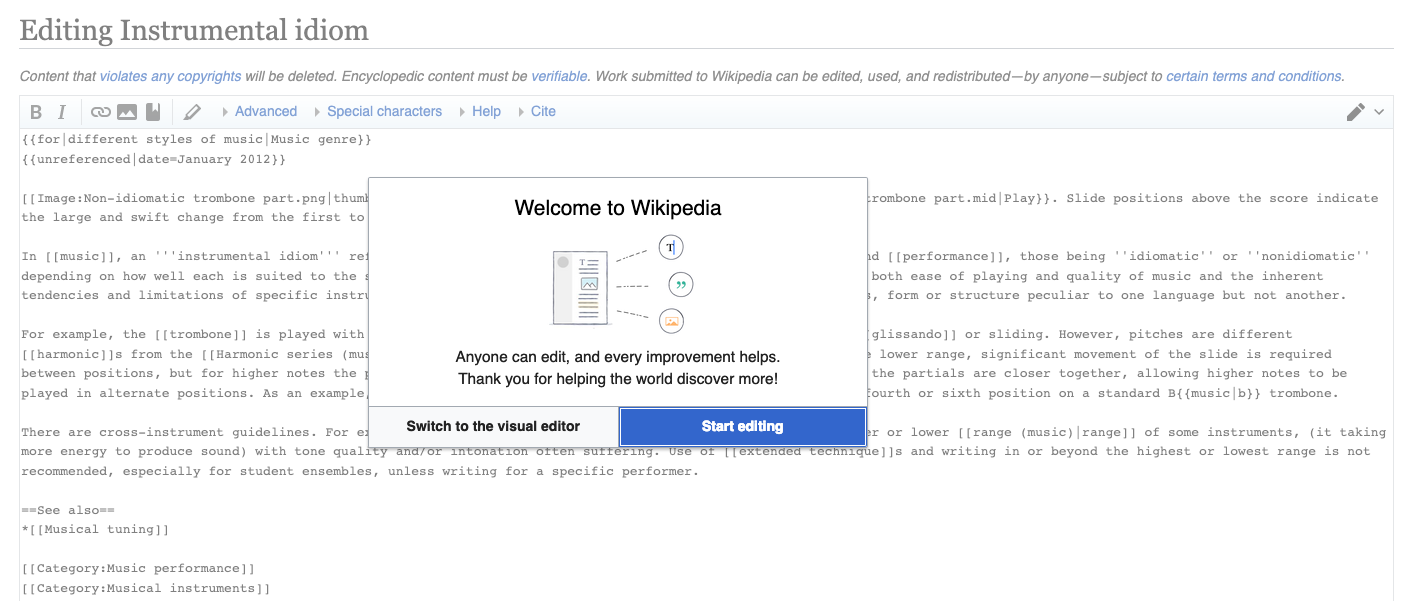 Editing Instrumental idiom
Content that violates any copyrights will be deleted. Encyclopedic content must be verifiable. Work submitted to Wikipedia can be edited, used, and redistributed—by anyone—subject to certain terms and conditions.
B I Advanced Special characters Help Cite
{{for|different styles of music|Music genre}}
{{unreferenced|date=January 2012}}
[[Image:Non-idiomatic trombone part.png|thumb
trombone part.mid|Play}}. Slide positions above the score indicate
the large and swift change from the first to
In [[music]], an '''instrumental idiom''' ref
nd [[performance]], those being ''idiomatic'' or ''nonidiomatic''
depending on how well each is suited to the s
both ease of playing and quality of music and the inherent
tendencies and limitations of specific instru
, form or structure peculiar to one language but not another.
For example, the [[trombone]] is played with
[glissando]] or sliding. However, pitches are different
[[harmonic]]s from the [[Harmonic series (mus
e lower range, significant movement of the slide is required
between positions, but for higher notes the p
the partials are closer together, allowing higher notes to be
played in alternate positions. As an example,
fourth or sixth position on a standard B{{music|b}} trombone.
There are cross-instrument guidelines. For ex
er or lower [[range (music)|range]] of some instruments, (it taking
more energy to produce sound) with tone quality and/or intonation often suffering. Use of [[extended technique]]s and writing in or beyond the highest or lowest range is not
recommended, especially for student ensembles, unless writing for a specific performer.
==See also==
*[[Musical tuning]]
[[Category:Music performance]]
[[Category:Musical instruments]]
Welcome to Wikipedia
T
T
Anyone can edit, and every improvement helps.
Thank you for helping the world discover more!
Switch to the visual editor
Start editing